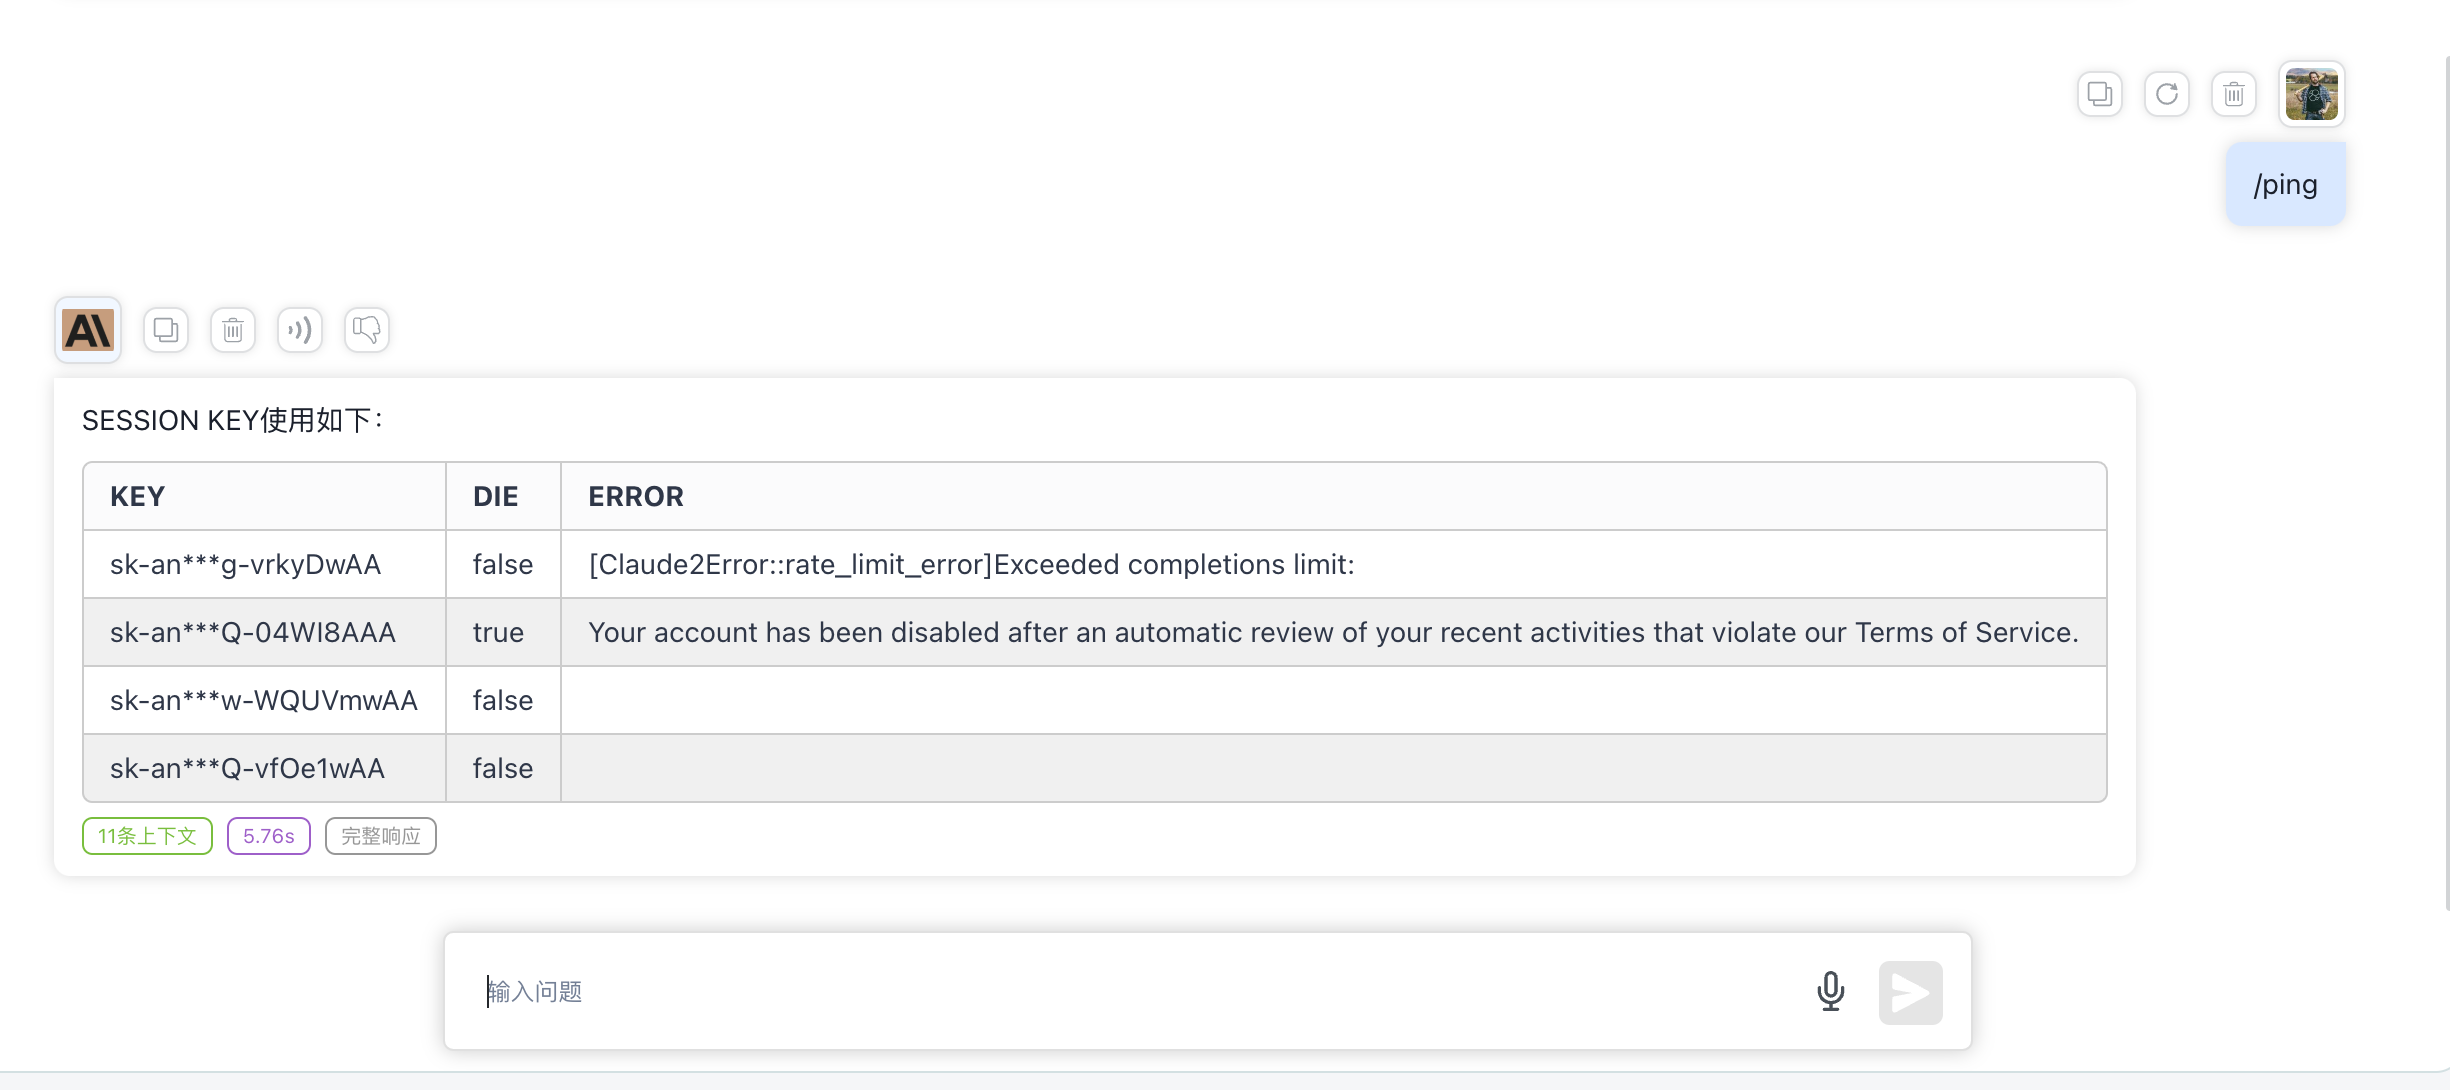 /ping
A\
SESSION KEY使用如下：
KEY DIE ERROR
sk-an***g-vrkyDwAA false [Claude2Error::rate_limit_error]Exceeded completions limit:
sk-an***Q-04WI8AAA true Your account has been disabled after an automatic review of your recent activities that violate our Terms of Service.
sk-an***w-WQUVmwAA false
sk-an***Q-vfOe1wAA false
11条上下文 5.76s 完整响应
输入问题